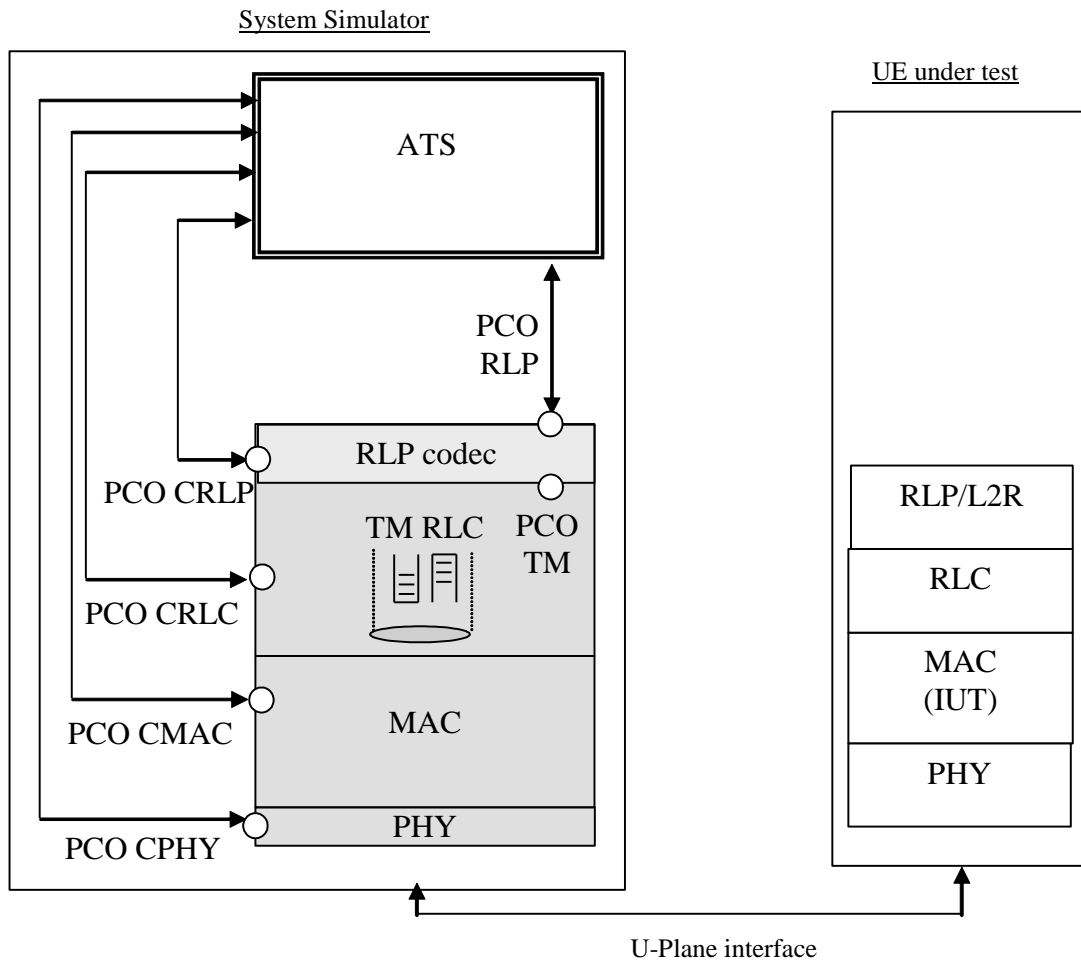 System Simulator
UE under test
ATS
PCO
RLP
RLP codec
PCO CRLP
TM RLC
PCO
TM
PCO CRLC
MAC
PCO CMAC
PHY
PCO CPHY
RLP/L2R
RLC
MAC
(IUT)
PHY
U-Plane interface